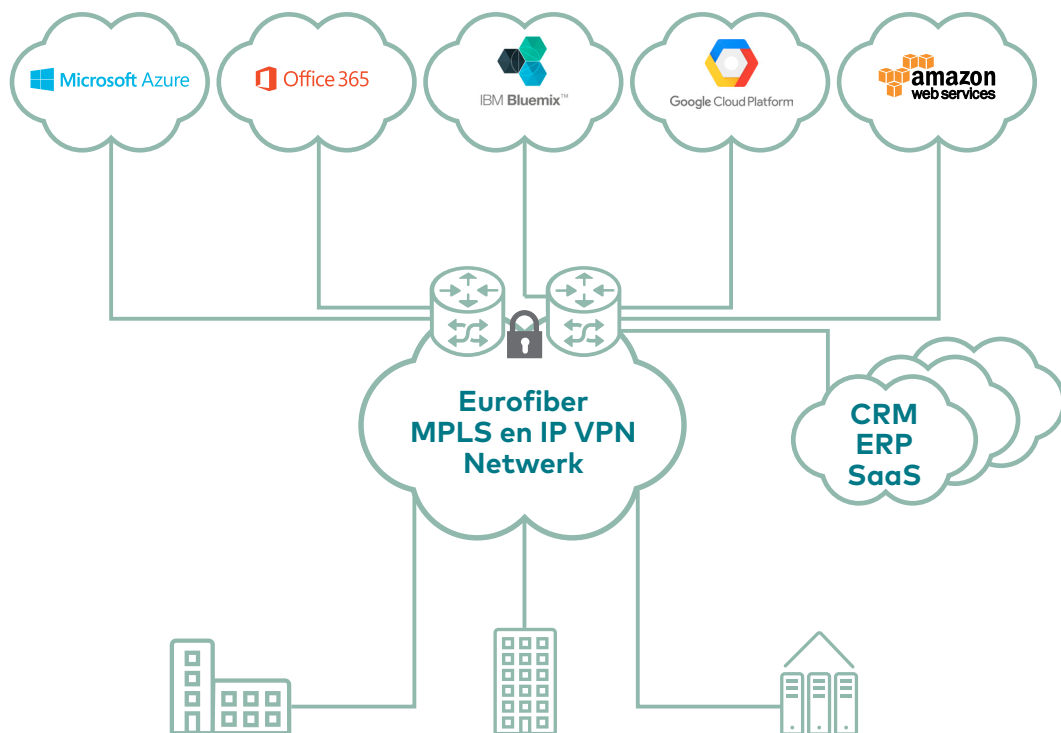 Microsoft Azure
Office 365
IBM Bluemix™
Google Cloud Platform
amazon
web services
Eurofiber
MPLS en IP VPN
Netwerk
CRM
ERP
SaaS